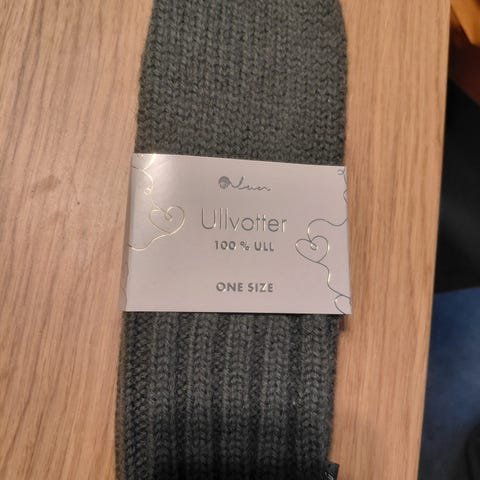 Ullvotter
100 % ULL
ONE SIZE